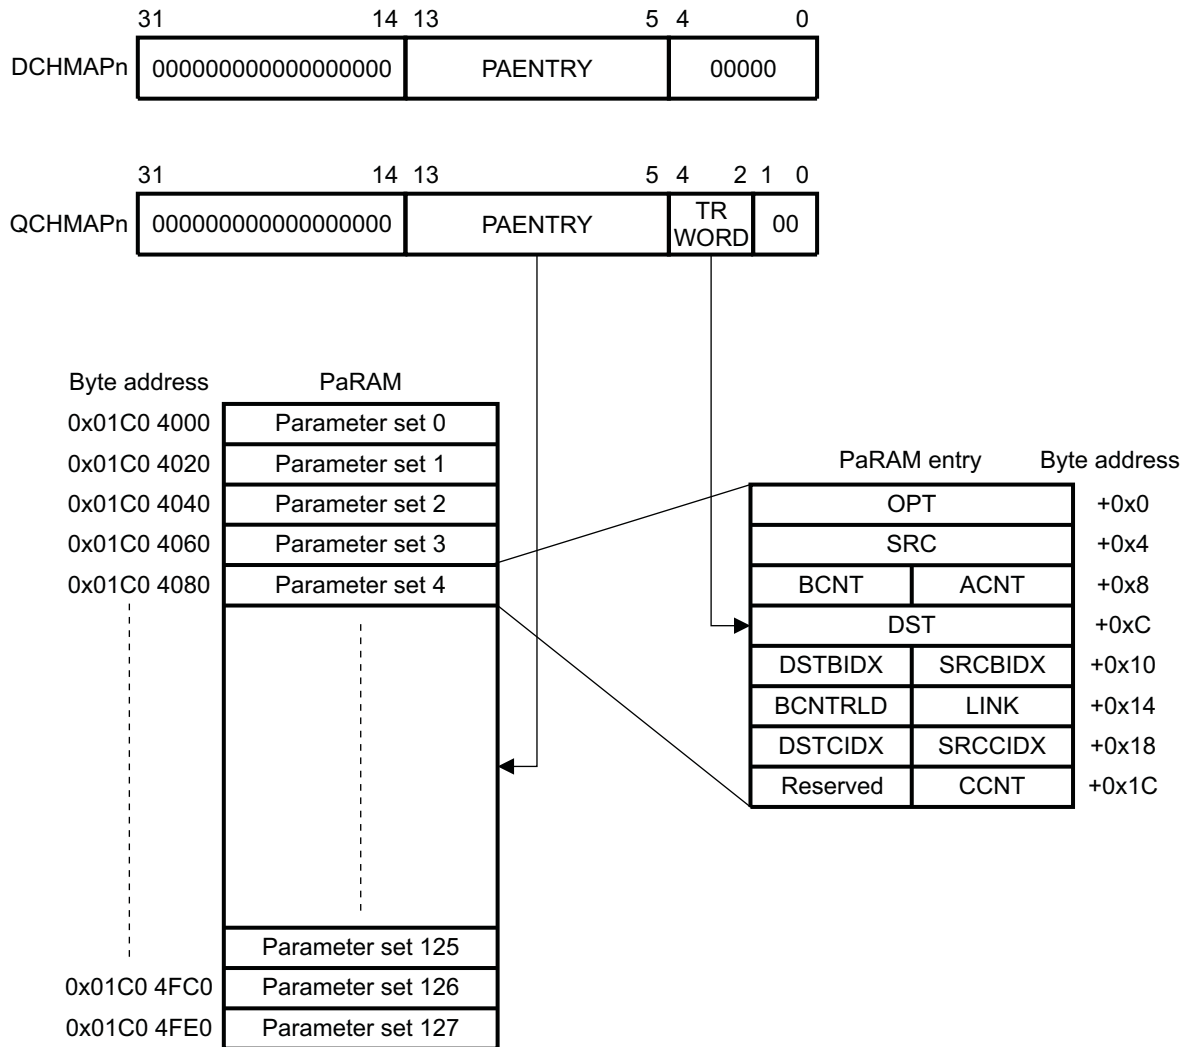 31 14 13 5 4 0
DCHMAPn 000000000000000000 PAENTRY 00000
31 14 13 5 4 2 1 0
QCHMAPn 000000000000000000 PAENTRY TR WORD 00
Byte address PaRAM
0x01C0 4000 Parameter set 0
0x01C0 4020 Parameter set 1
0x01C0 4040 Parameter set 2
0x01C0 4060 Parameter set 3
0x01C0 4080 Parameter set 4
0x01C0 4FC0 Parameter set 125
Parameter set 126
0x01C0 4FE0 Parameter set 127
PaRAM entry Byte address
OPT +0x0
SRC +0x4
BCNT ACNT +0x8
DST +0xC
DSTBIDX SRCBIDX +0x10
BCNTRLD LINK +0x14
DSTCIDX SRCCIDX +0x18
Reserved CCNT +0x1C